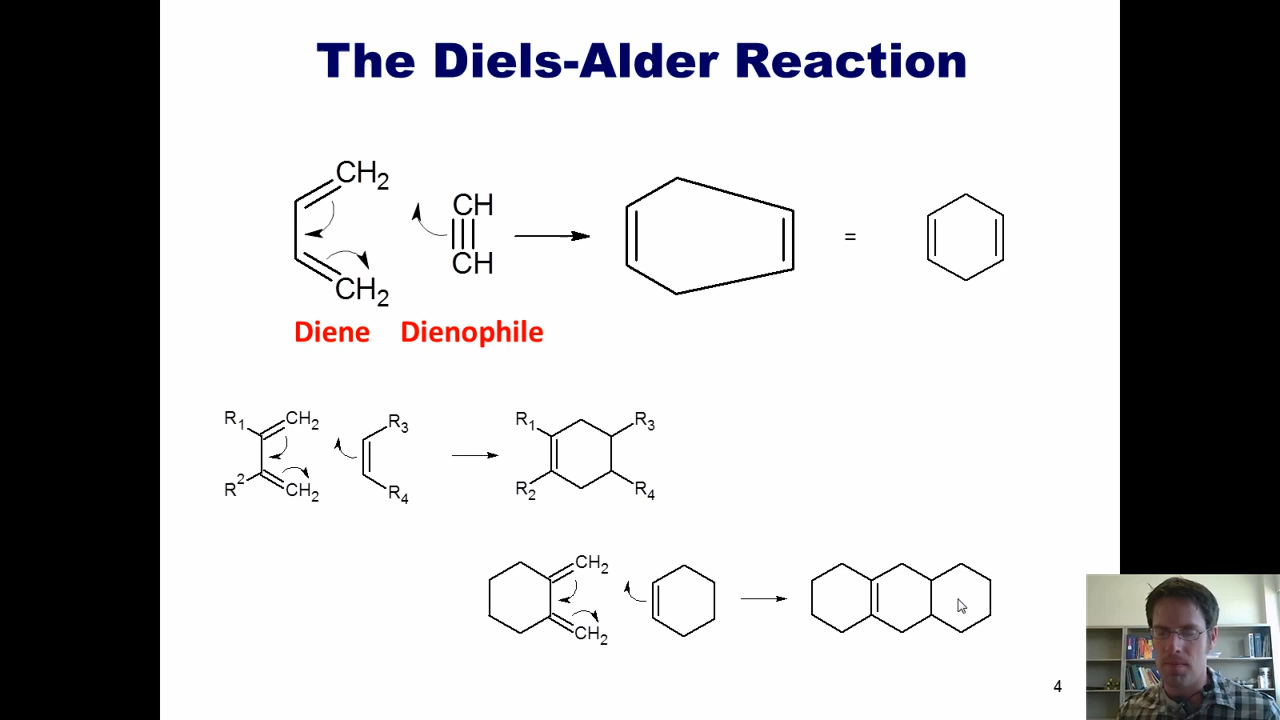 The Diels-Alder Reaction
CH2
CH
CH
CH2
=
Diene Dienophile
R1 CH2 R3 R1 R3
R2 CH2 R4 R2 R4
CH2
CH2
4